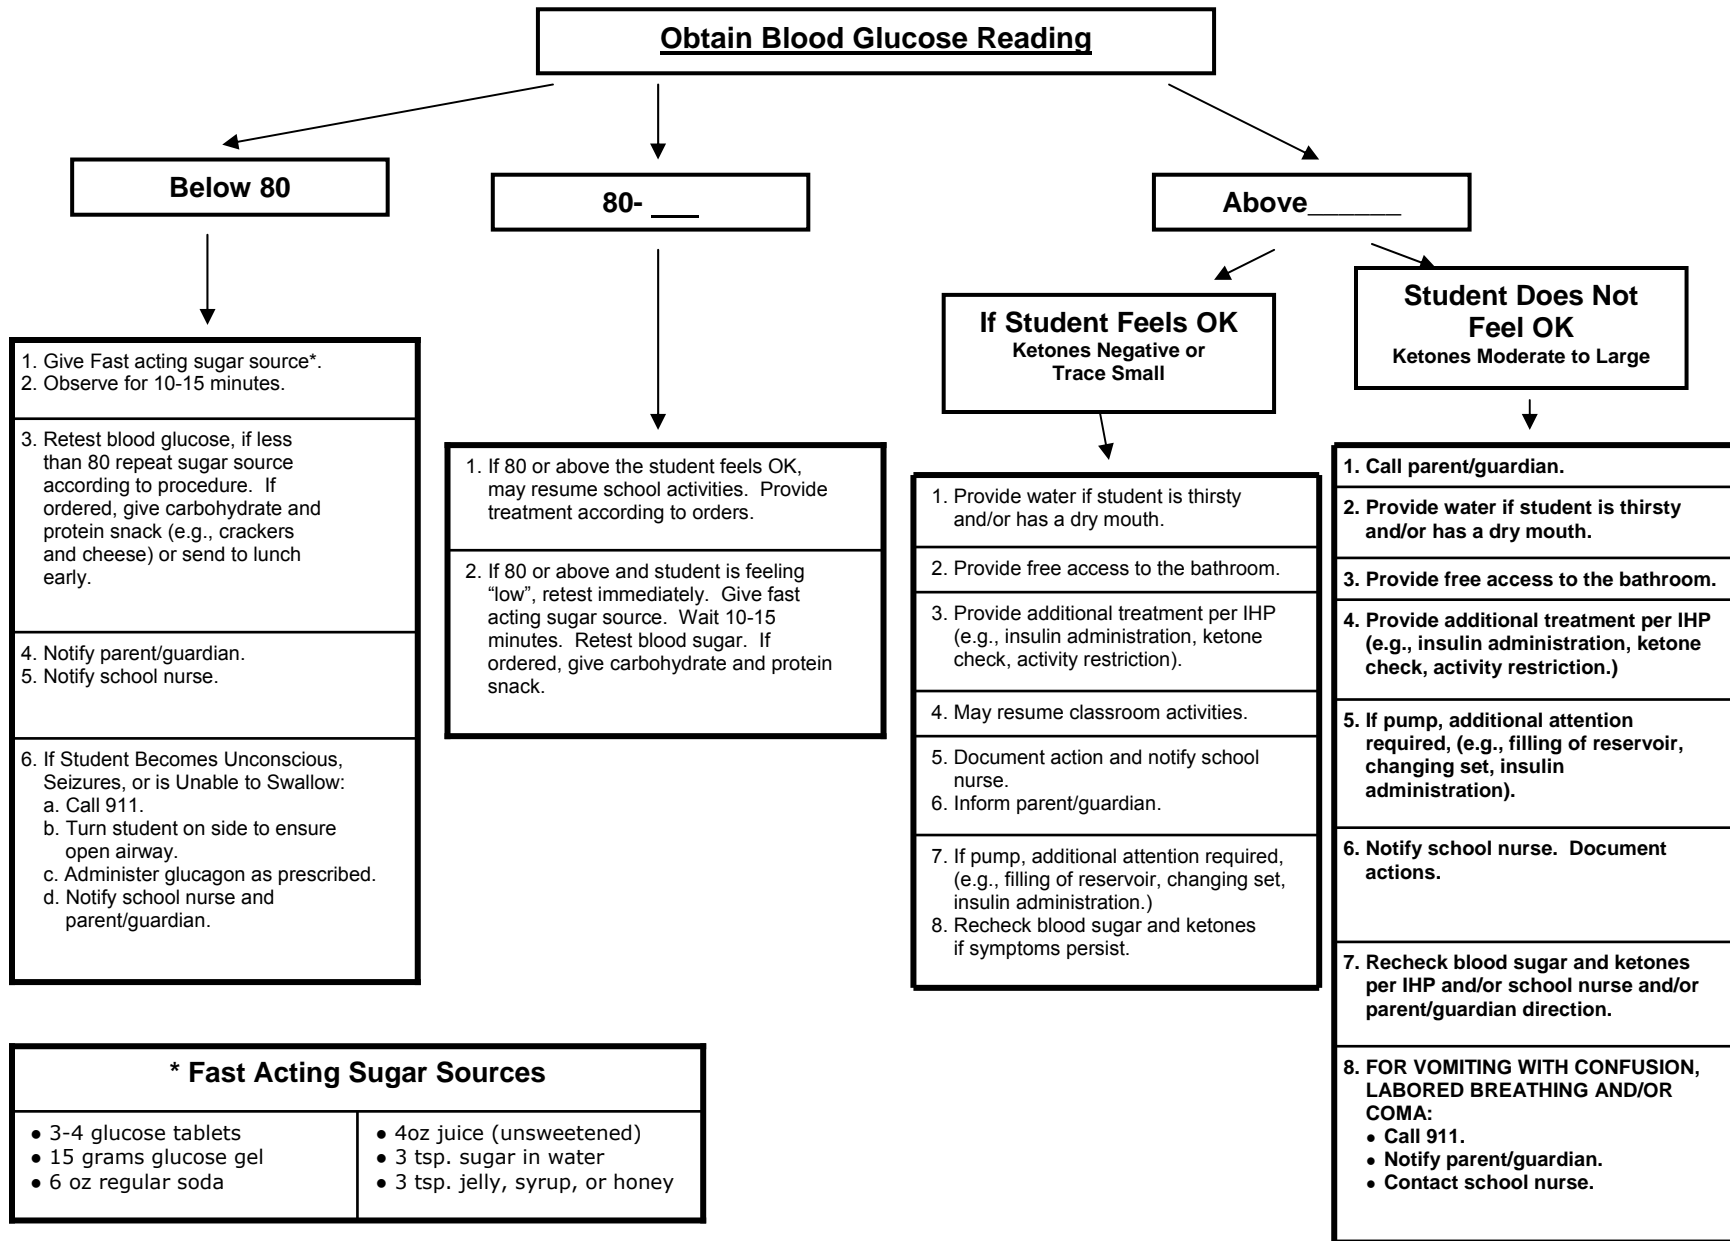 Obtain Blood Glucose Reading
Below 80
80- ___
Above______
If Student Feels OK
Ketones Negative or
Trace Small
Student Does Not
Feel OK
Ketones Moderate to Large
1. Give Fast acting sugar source*.
2. Observe for 10-15 minutes.
3. Retest blood glucose, if less
than 80 repeat sugar source
according to procedure.  If
ordered, give carbohydrate and
protein snack (e.g., crackers
and cheese) or send to lunch
early.
4. Notify parent/guardian.
5. Notify school nurse.
6. If Student Becomes Unconscious,
Seizures, or is Unable to Swallow:
a. Call 911.
b. Turn student on side to ensure
open airway.
c. Administer glucagon as prescribed.
d. Notify school nurse and
parent/guardian.
1. If 80 or above the student feels OK,
may resume school activities.  Provide
treatment according to orders.
2. If 80 or above and student is feeling
“low”, retest immediately.  Give fast
acting sugar source.  Wait 10-15
minutes.  Retest blood sugar.  If
ordered, give carbohydrate and protein
snack.
1. Provide water if student is thirsty
and/or has a dry mouth.
2. Provide free access to the bathroom.
3. Provide additional treatment per IHP
(e.g., insulin administration, ketone
check, activity restriction).
4. May resume classroom activities.
5. Document action and notify school
nurse.
6. Inform parent/guardian.
7. If pump, additional attention required,
(e.g., filling of reservoir, changing set,
insulin administration.)
8. Recheck blood sugar and ketones
if symptoms persist.
1. Call parent/guardian.
2. Provide water if student is thirsty
and/or has a dry mouth.
3. Provide free access to the bathroom.
4. Provide additional treatment per IHP
(e.g., insulin administration, ketone
check, activity restriction.)
5. If pump, additional attention
required, (e.g., filling of reservoir,
changing set, insulin
administration).
6. Notify school nurse.  Document
actions.
7. Recheck blood sugar and ketones
per IHP and/or school nurse and/or
parent/guardian direction.
8. FOR VOMITING WITH CONFUSION,
LABORED BREATHING AND/OR
COMA:
● Call 911.
● Notify parent/guardian.
● Contact school nurse.
* Fast Acting Sugar Sources
● 3-4 glucose tablets
● 15 grams glucose gel
● 6 oz regular soda
● 4oz juice (unsweetened)
● 3 tsp. sugar in water
● 3 tsp. jelly, syrup, or honey